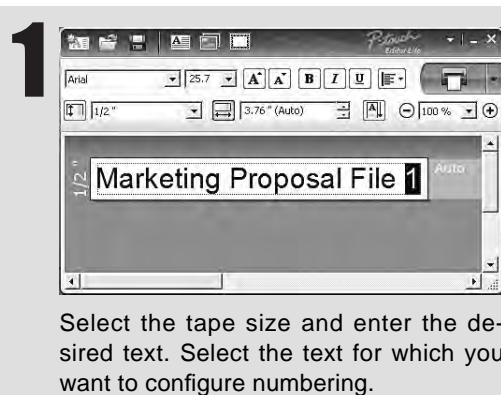 1
P-touch
Editor Lite
Arial 25.7 A A B I U
1/2" 3.76" (Auto) A 100 %
1/2" Marketing Proposal File 1 Auto
Select the tape size and enter the de-
sired text. Select the text for which you
want to configure numbering.